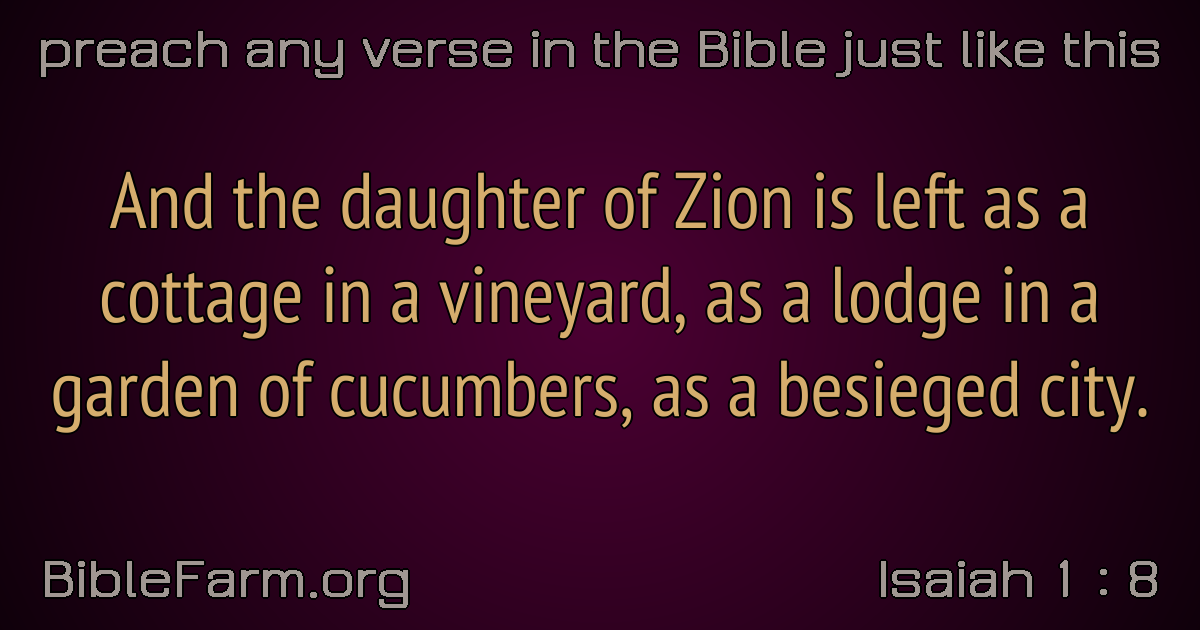 preach any verse in the Bible just like this
And the daughter of Zion is left as a
cottage in a vineyard, as a lodge in a
garden of cucumbers, as a besieged city.
BibleFarm.org
Isaiah 1 : 8